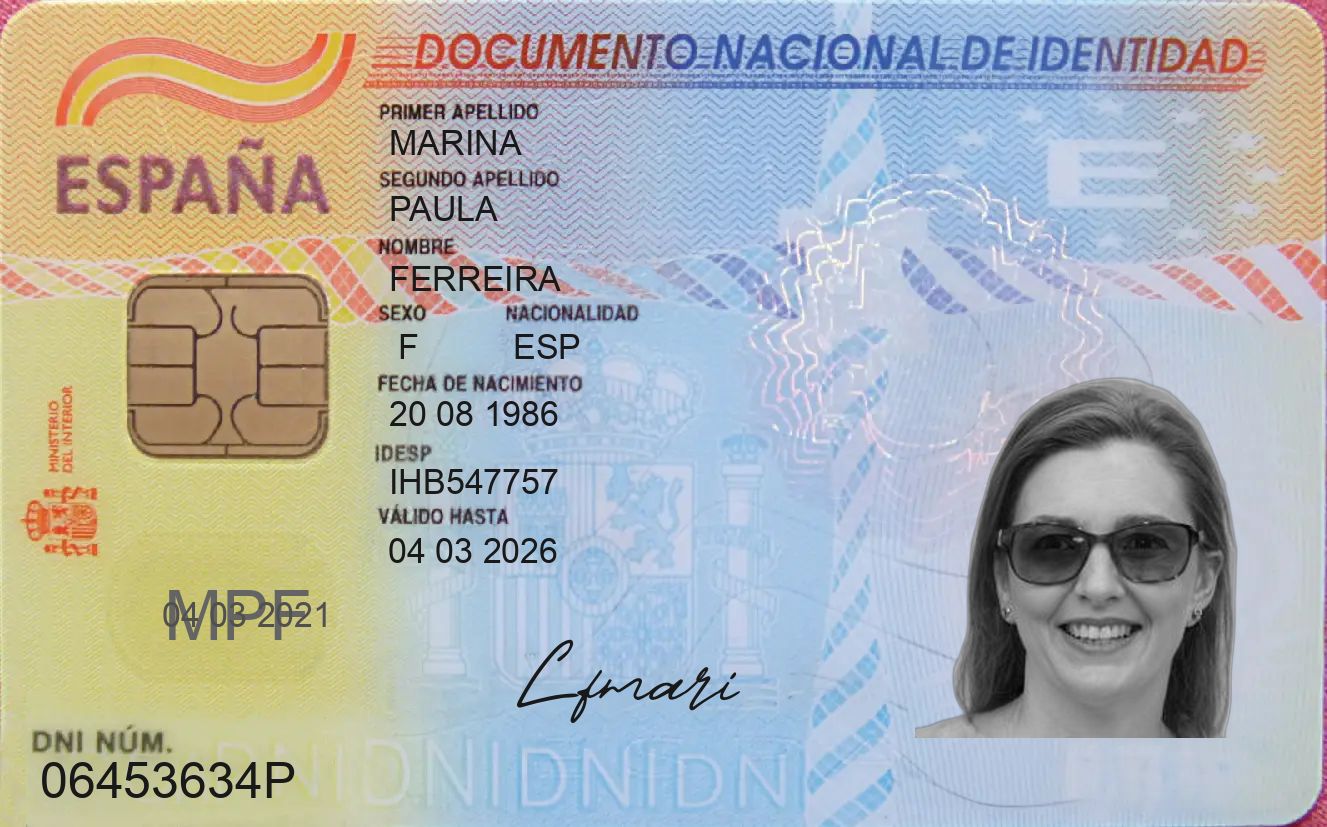 DOCUMENTO NACIONAL DE IDENTIDAD
ESPAÑA
PRIMER APELLIDO
MARINA
SEGUNDO APELLIDO
PAULA
NOMBRE
FERREIRA
SEXO NACIONALIDAD
F ESP
FECHA DE NACIMIENTO
20 08 1986
IDESP
IHB547757
VÁLIDO HASTA
04 03 2026
MINISTERIO
DEL INTERIOR
MPF
04 03 2021
Lfmari
DNI NÚM.
06453634P
E
DNIDNIDNIDN